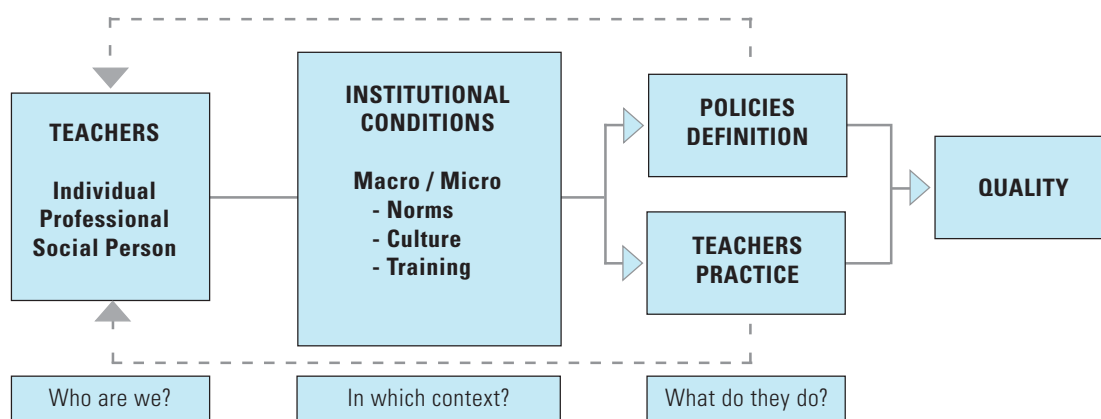 TEACHERS
Individual
Professional
Social Person
INSTITUTIONAL
CONDITIONS
Macro / Micro
- Norms
- Culture
- Training
POLICIES
DEFINITION
TEACHERS
PRACTICE
QUALITY
Who are we?
In which context?
What do they do?